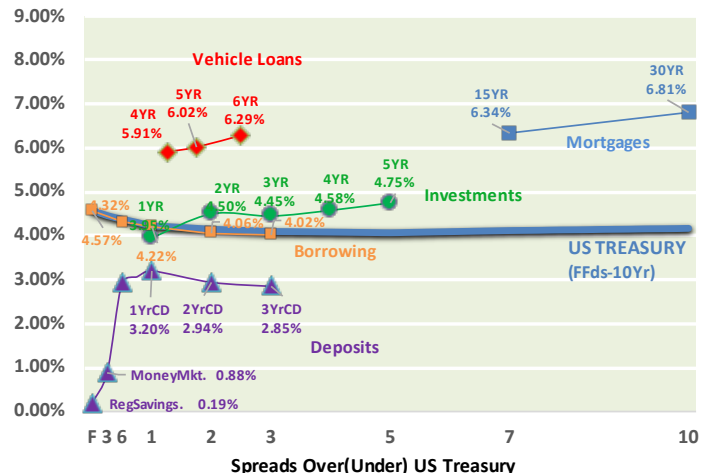 9.00%
8.00%
7.00%
6.00%
5.00%
4.00%
3.00%
2.00%
1.00%
0.00%
Vehicle Loans
4YR
5.91%
5YR
6.02%
6YR
6.29%
15YR
6.34%
30YR
6.81%
Mortgages
1YR
2YR
4.50%
3YR
4.45%
4YR
4.58%
5YR
4.75%
Investments
4.57%
4.32%
4.22%
4.06%
4.02%
Borrowing
US TREASURY
(FFds-10Yr)
1YrCD
3.20%
2YrCD
2.94%
3YrCD
2.85%
Deposits
MoneyMkt. 0.88%
RegSavings. 0.19%
F 3 6 1 2 3 5 7 10
Spreads Over(Under) US Treasury